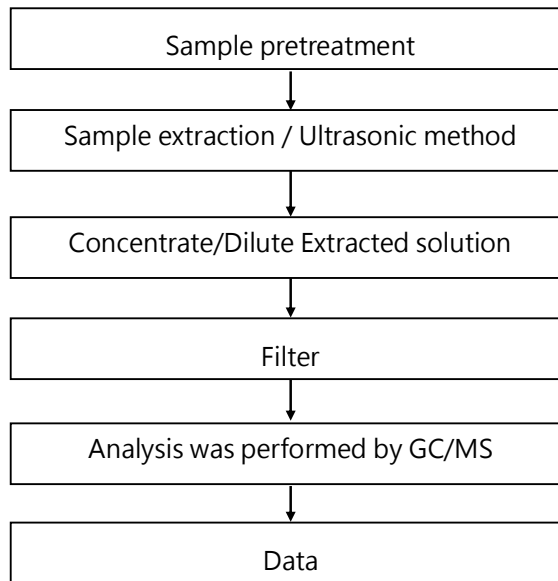 Sample pretreatment
Sample extraction / Ultrasonic method
Concentrate/Dilute Extracted solution
Filter
Analysis was performed by GC/MS
Data